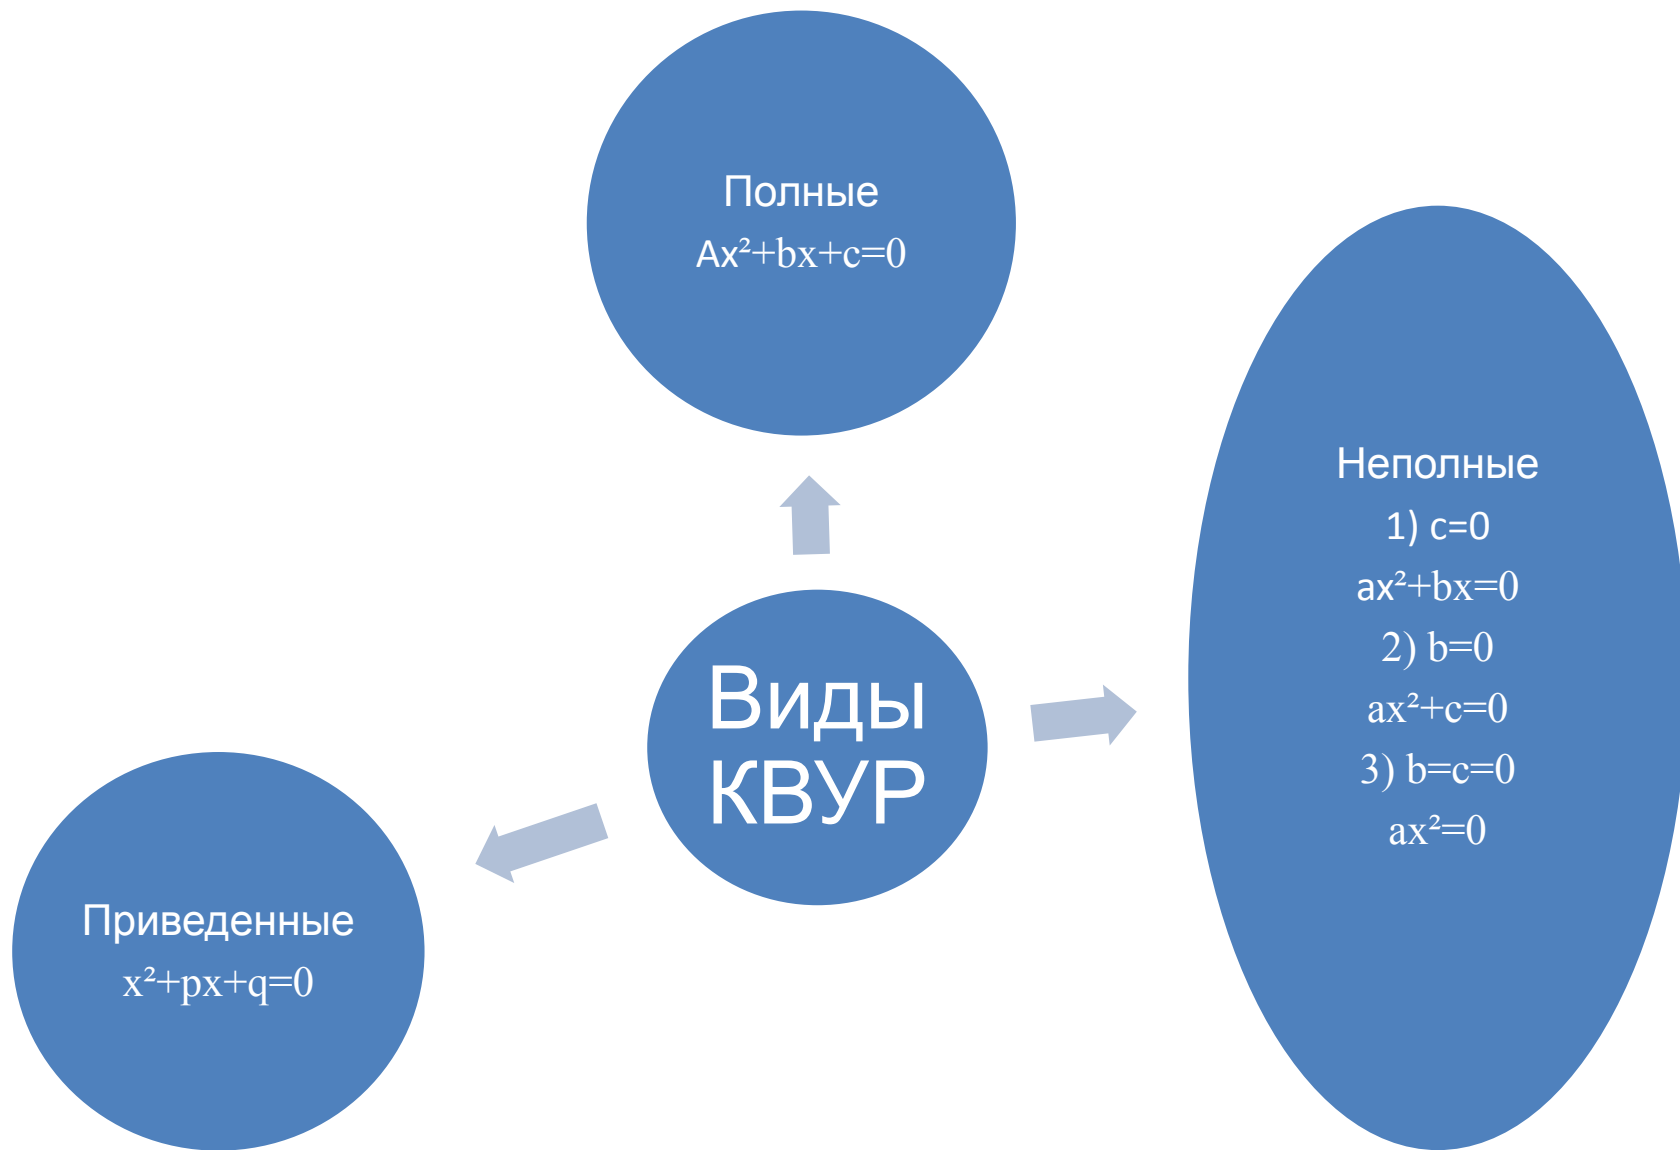 Полные
Ax²+bx+c=0
Неполные
1) c=0
ax²+bx=0
2) b=0
ax²+c=0
3) b=c=0
ax²=0
Виды
КВУР
Приведенные
x²+px+q=0